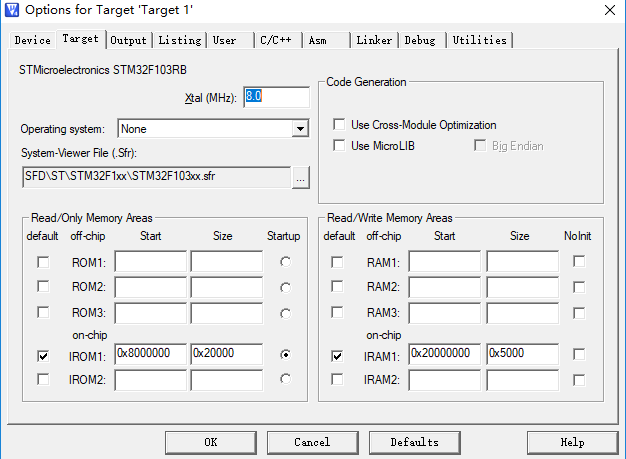 Options for Target 'Target 1'
Device Target Output Listing User C/C++ Asm Linker Debug Utilities
STMicroelectronics STM32F103RB
Xtal (MHz): 8.0
Operating system: None
System-Viewer File (.Sfr):
SFD\ST\STM32F1xx\STM32F103xx.sfr ...
Code Generation
Use Cross-Module Optimization
Use MicroLIB Big Endian
Read/Only Memory Areas
default off-chip Start Size Startup
ROM1:
ROM2:
ROM3:
on-chip
IROM1: 0x8000000 0x20000
IROM2:
Read/Write Memory Areas
default off-chip Start Size NoInit
RAM1:
RAM2:
RAM3:
on-chip
IRAM1: 0x20000000 0x5000
IRAM2:
OK Cancel Defaults Help